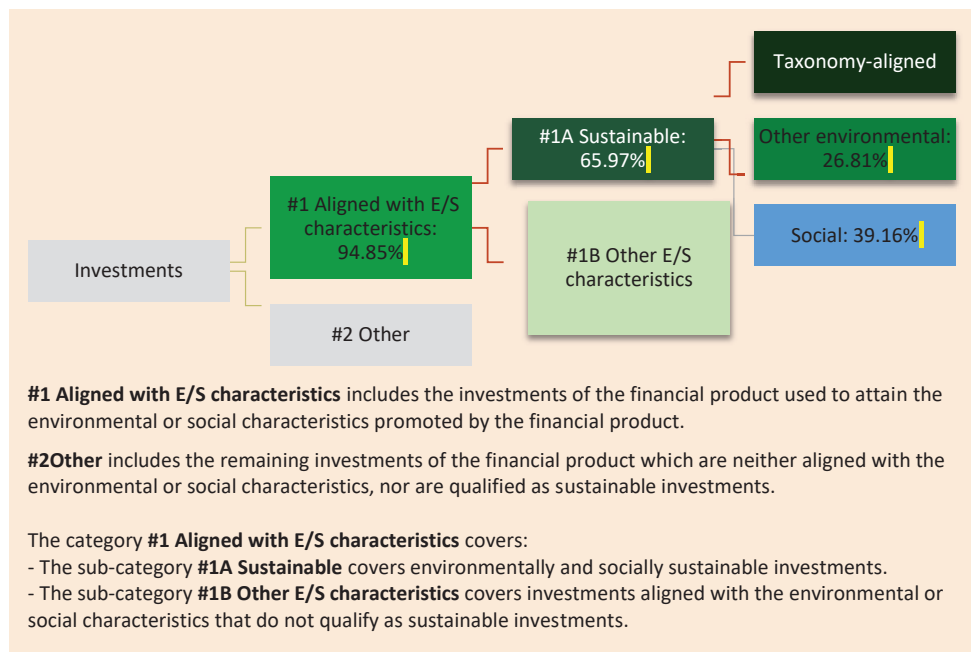 Taxonomy-aligned
#1A Sustainable:
65.97%
Other environmental:
26.81%
#1 Aligned with E/S
characteristics:
94.85%
Social: 39.16%
Investments
#1B Other E/S
characteristics
#2 Other
#1 Aligned with E/S characteristics includes the investments of the financial product used to attain the
environmental or social characteristics promoted by the financial product.
#2Other includes the remaining investments of the financial product which are neither aligned with the
environmental or social characteristics, nor are qualified as sustainable investments.
The category #1 Aligned with E/S characteristics covers:
- The sub-category #1A Sustainable covers environmentally and socially sustainable investments.
- The sub-category #1B Other E/S characteristics covers investments aligned with the environmental or
social characteristics that do not qualify as sustainable investments.